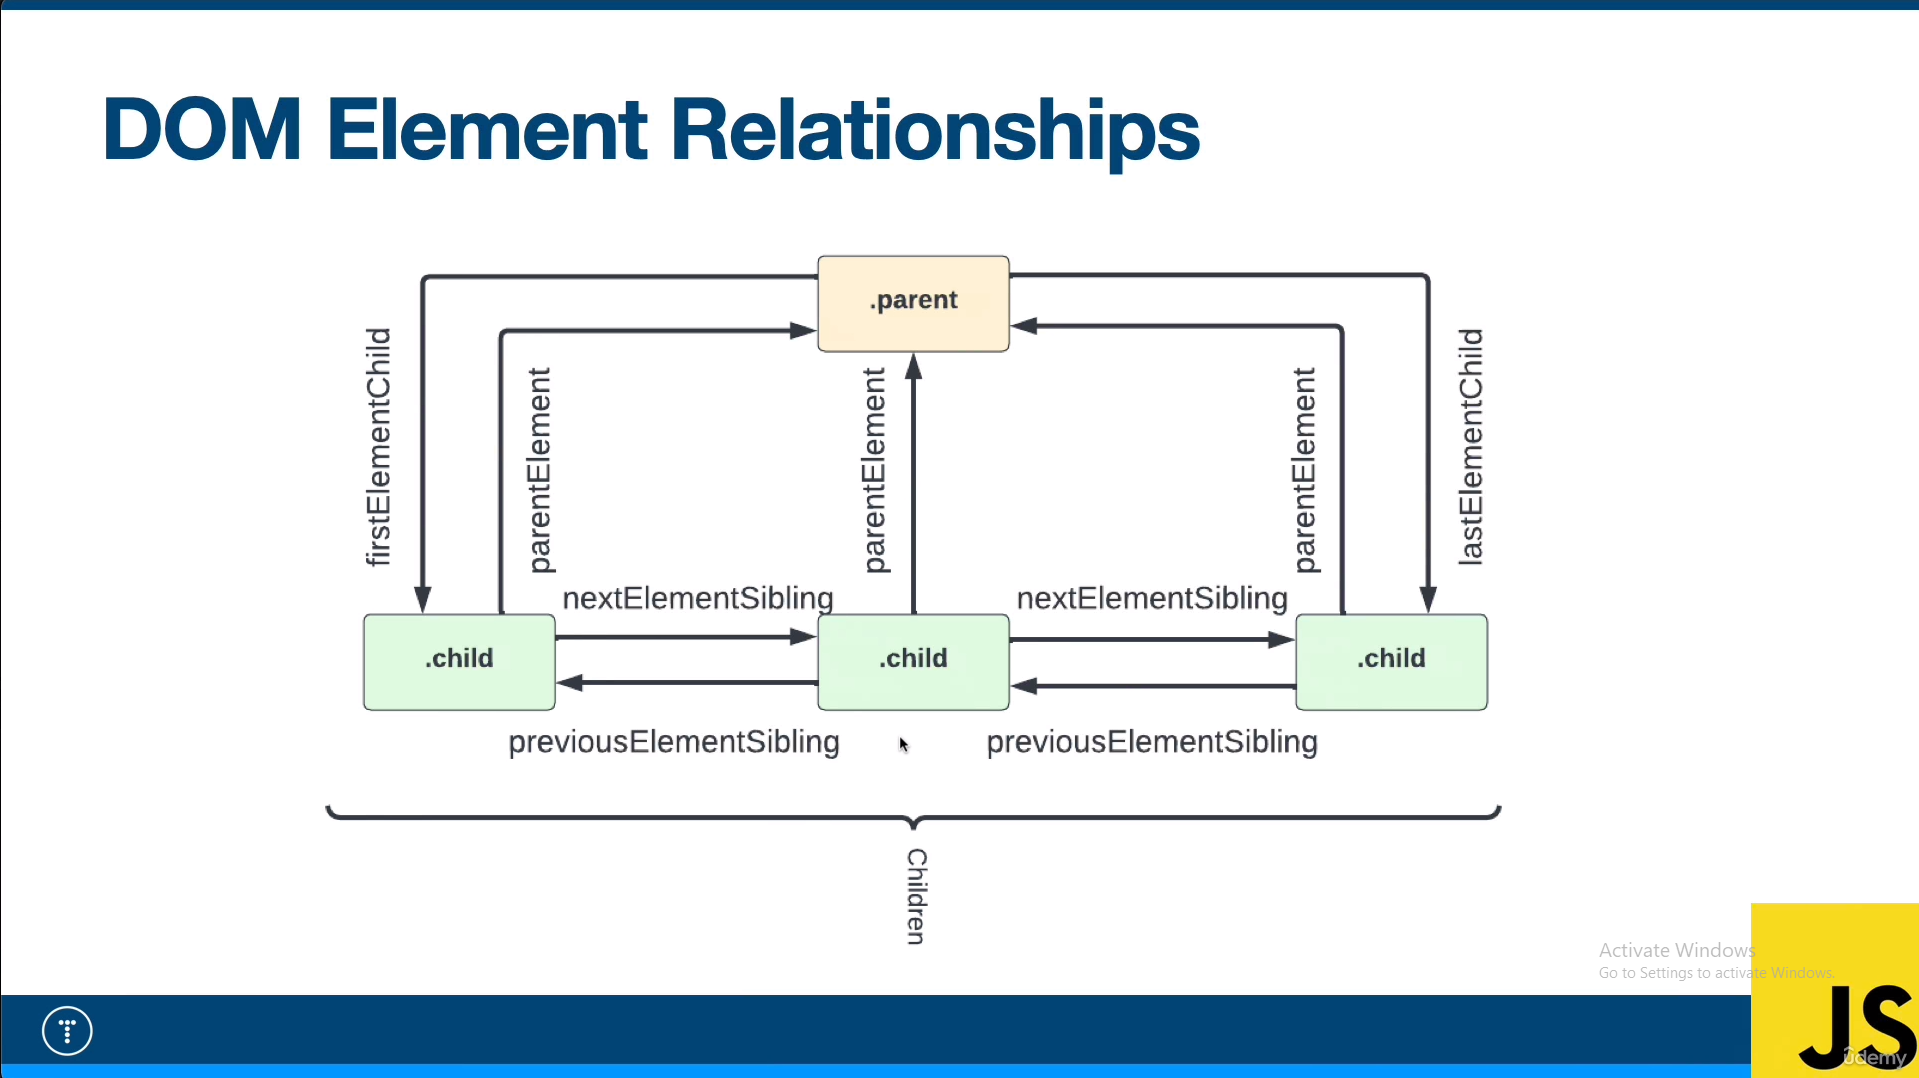 DOM Element Relationships
.parent
firstElementChild
parentElement
parentElement
parentElement
lastElementChild
nextElementSibling
nextElementSibling
.child
.child
.child
previousElementSibling
previousElementSibling
Children
Activate Windows
Go to Settings to activate Windows.
JS
ûdemy